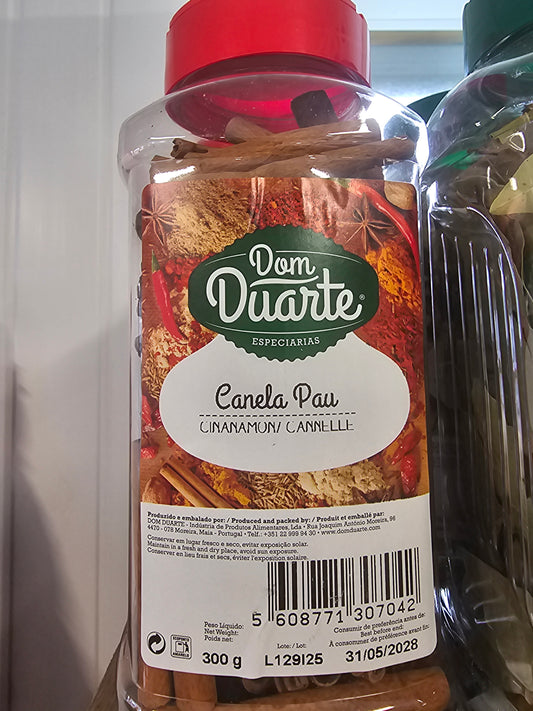 Dom
Duarte®
ESPECIARIAS
Canela Pau
CINANAMON/ CANNELLE
Produzido e embalado por: / Produced and packed by: / Produit et emballé par:
DOM DUARTE - Indústria de Produtos Alimentares, Lda • Rua Joaquim António Moreira, 96
4470 - 078 Moreira, Maia - Portugal • Telf.: +351 22 999 94 30 • www.domduarte.com
Conservar em lugar fresco e seco, evitar exposição solar.
Maintain in a fresh and dry place, avoid sun exposure.
Conserver en lieu frais et secs, éviter l'exposition solaire.
5 608771 307042
Peso Líquido:
Net Weight:
Poids net:
300 g
Lote: / Lot:
L129I25
Consumir de preferência antes de:
Best before end:
À consommer de préférence avant fin:
31/05/2028
ECOPONTO
AMARELO